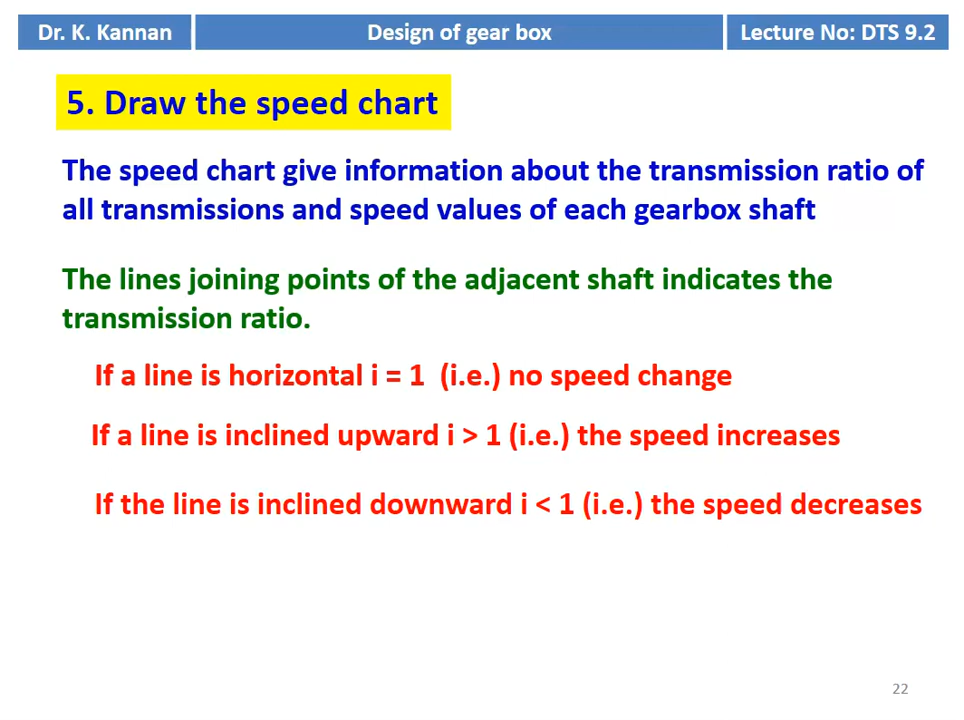 Dr. K. Kannan
Design of gear box
Lecture No: DTS 9.2
5. Draw the speed chart
The speed chart give information about the transmission ratio of
all transmissions and speed values of each gearbox shaft
The lines joining points of the adjacent shaft indicates the
transmission ratio.
If a line is horizontal i = 1 (i.e.) no speed change
If a line is inclined upward i > 1 (i.e.) the speed increases
If the line is inclined downward i < 1 (i.e.) the speed decreases
22